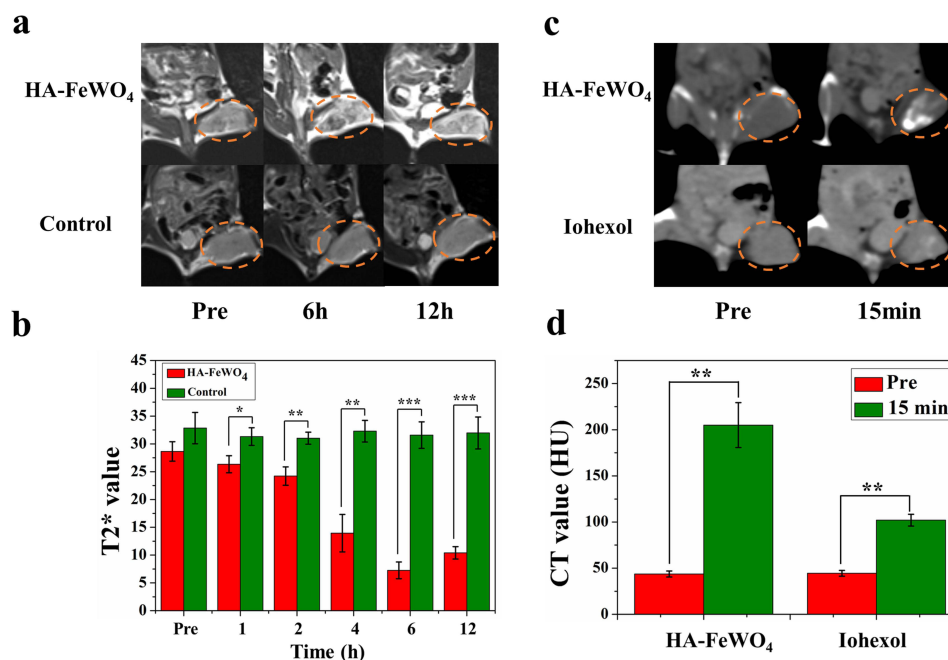 a
HA-FeWO₄
Control
Pre 6h 12h
b
T2* value
45
40
35
30
25
20
15
10
5
0
HA-FeWO₄
Control
* ** ** *** ***
Pre 1 2 4 6 12
Time (h)
c
HA-FeWO₄
Iohexol
Pre 15min
d
CT value (HU)
250
200
150
100
50
0
Pre
15 min
** **
HA-FeWO₄ Iohexol